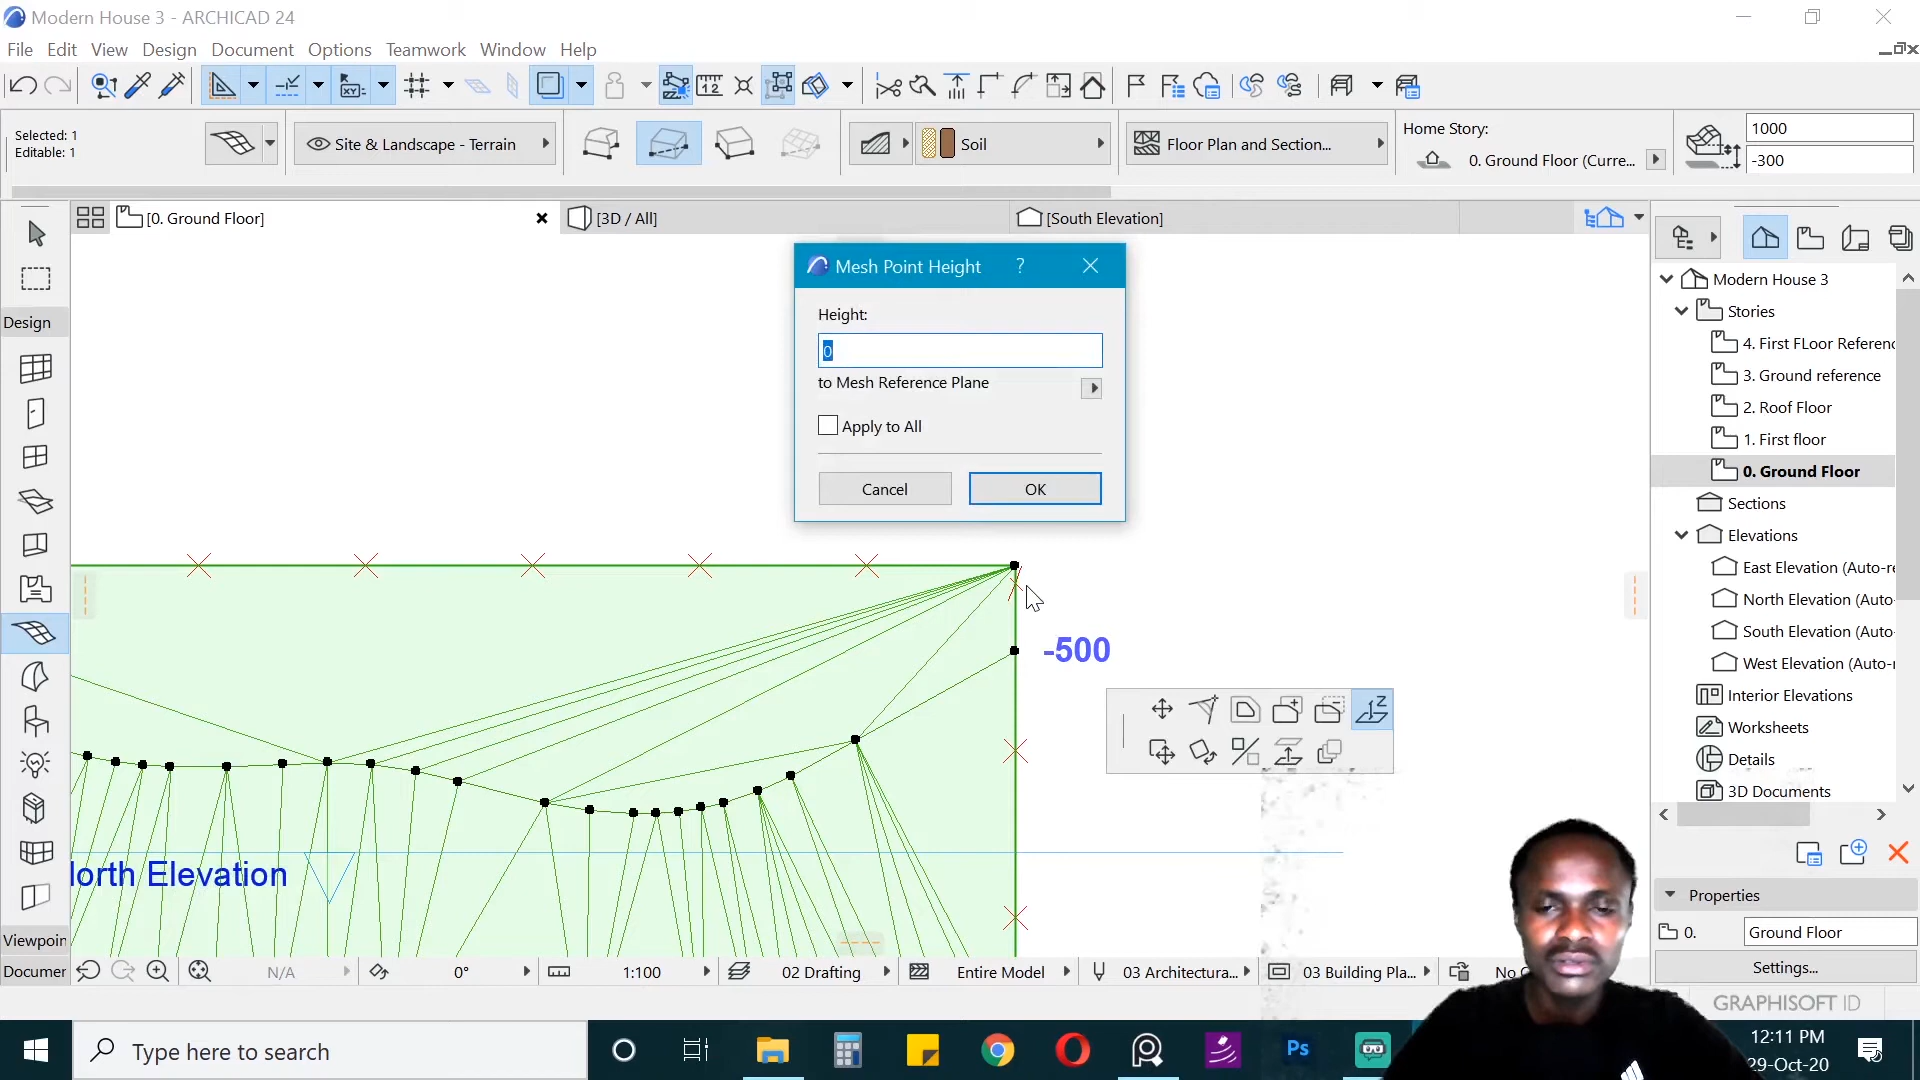 Modern House 3 - ARCHICAD 24
File Edit View Design Document Options Teamwork Window Help
Selected: 1
Editable: 1
Site & Landscape - Terrain
Soil
Floor Plan and Section...
Home Story:
0. Ground Floor (Curre...
1000
-300
[0. Ground Floor]
[3D / All]
[South Elevation]
Design
Mesh Point Height
?
Height:
0
to Mesh Reference Plane
Apply to All
Cancel
OK
-500
North Elevation
Modern House 3
Stories
4. First FLoor Referenc
3. Ground reference
2. Roof Floor
1. First floor
0. Ground Floor
Sections
Elevations
East Elevation (Auto-re
North Elevation (Auto-
South Elevation (Auto-
West Elevation (Auto-r
Interior Elevations
Worksheets
Details
3D Documents
Properties
0.
Ground Floor
Settings...
GRAPHISOFT ID
Viewpoin
Documer
N/A
0°
1:100
02 Drafting
Entire Model
03 Architectura...
03 Building Pla...
Type here to search
Ps
12:11 PM
29-Oct-20